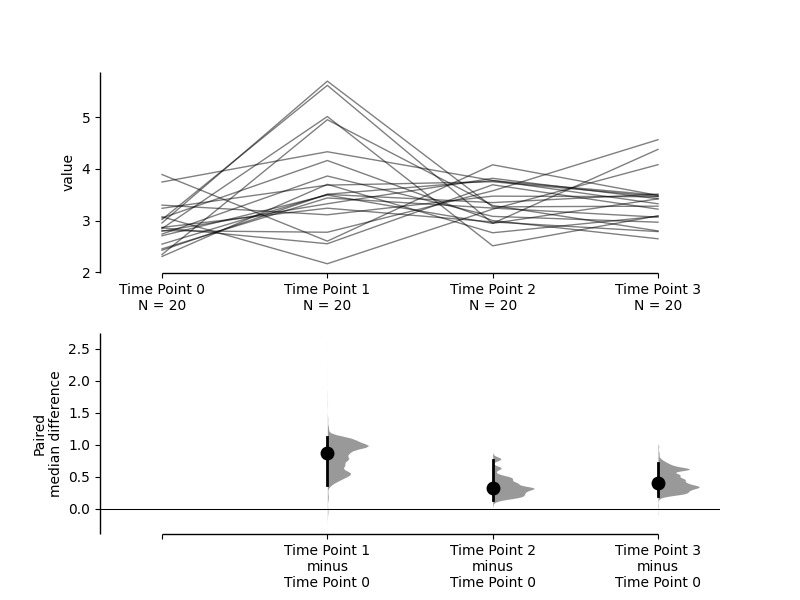 5
4
value
3
2
Time Point 0
N = 20
Time Point 1
N = 20
Time Point 2
N = 20
Time Point 3
N = 20
2.5
2.0
1.5
Paired
median difference
1.0
0.5
0.0
Time Point 1
minus
Time Point 0
Time Point 2
minus
Time Point 0
Time Point 3
minus
Time Point 0